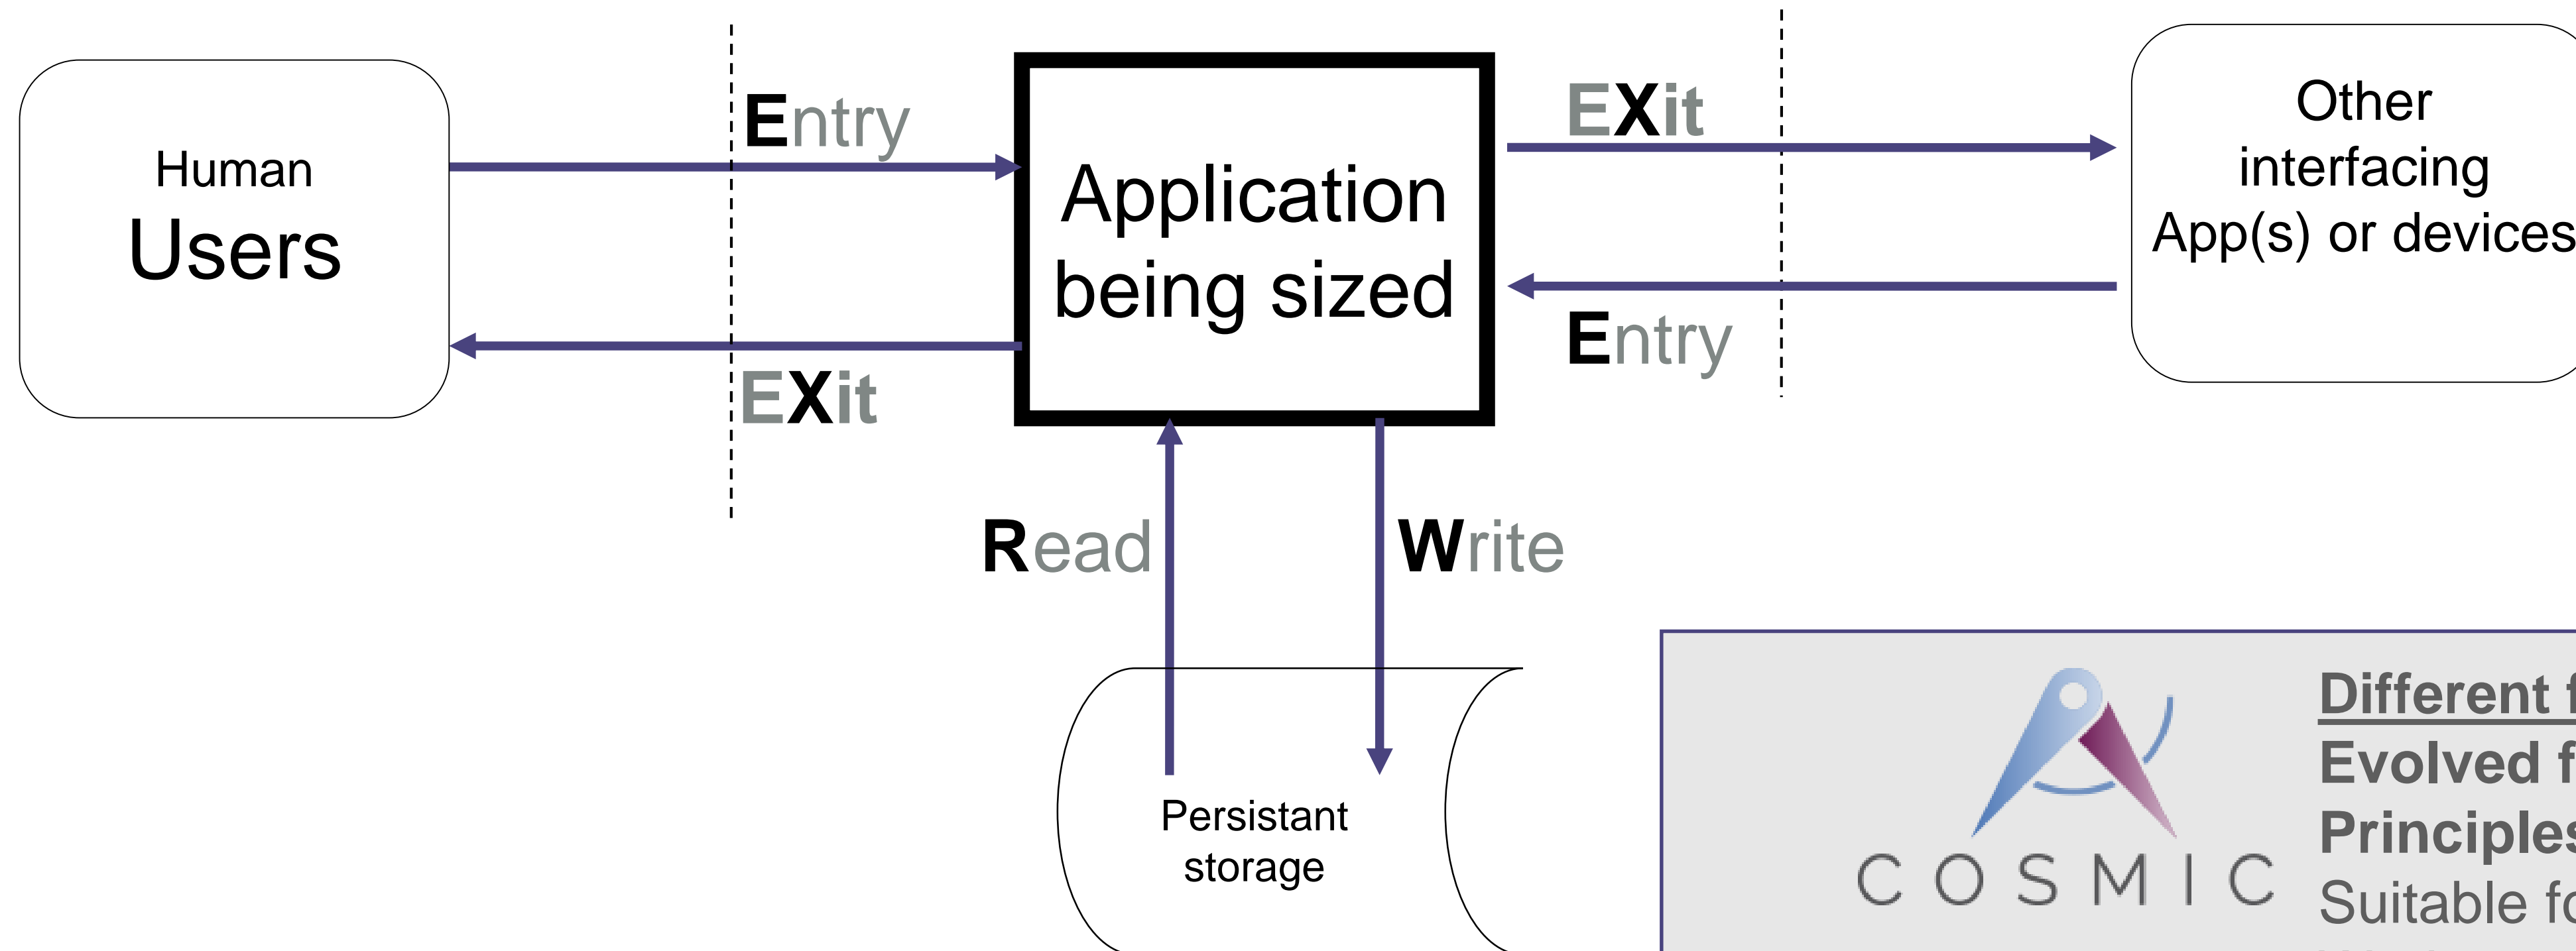 Human
Users
Entry
EXit
Application
being sized
EXit
Entry
Other
interfacing
App(s) or devices
Read
Write
Persistant
storage
COSMIC
Different
Evolved
Principles
Suitable